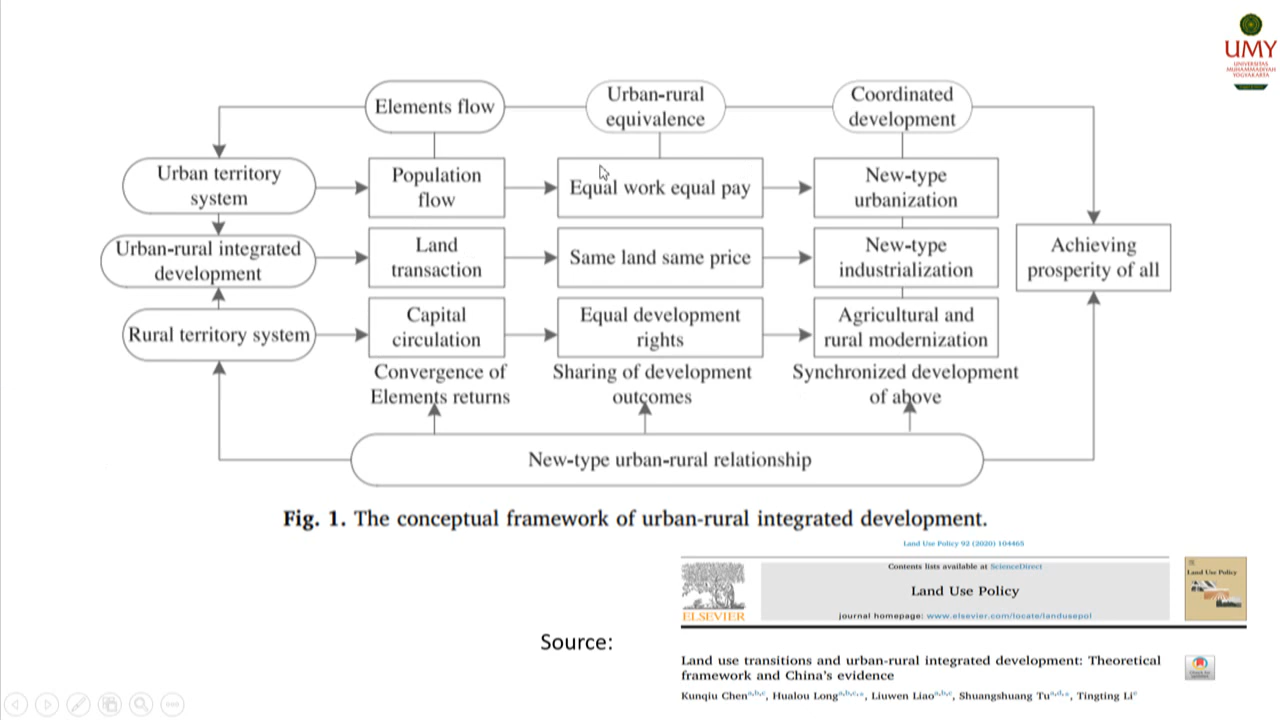 UMY
UNIVERSITAS
MUHAMMADIYAH
YOGYAKARTA
Elements flow
Urban-rural
equivalence
Coordinated
development
Urban territory
system
Population
flow
Equal work equal pay
New-type
urbanization
Urban-rural integrated
development
Land
transaction
Same land same price
New-type
industrialization
Achieving
prosperity of all
Rural territory system
Capital
circulation
Equal development
rights
Agricultural and
rural modernization
Convergence of
Elements returns
Sharing of development
outcomes
Synchronized development
of above
New-type urban-rural relationship
Fig. 1. The conceptual framework of urban-rural integrated development.
Land Use Policy 92 (2020) 104465
Contents lists available at ScienceDirect
Land Use Policy
journal homepage: www.elsevier.com/locate/landusepol
ELSEVIER
Land Use Policy
Source:
Land use transitions and urban-rural integrated development: Theoretical
framework and China's evidence
Kunqiu Chen, Hualou Long, Liuwen Liao, Shuangshuang Tu, Tingting Li